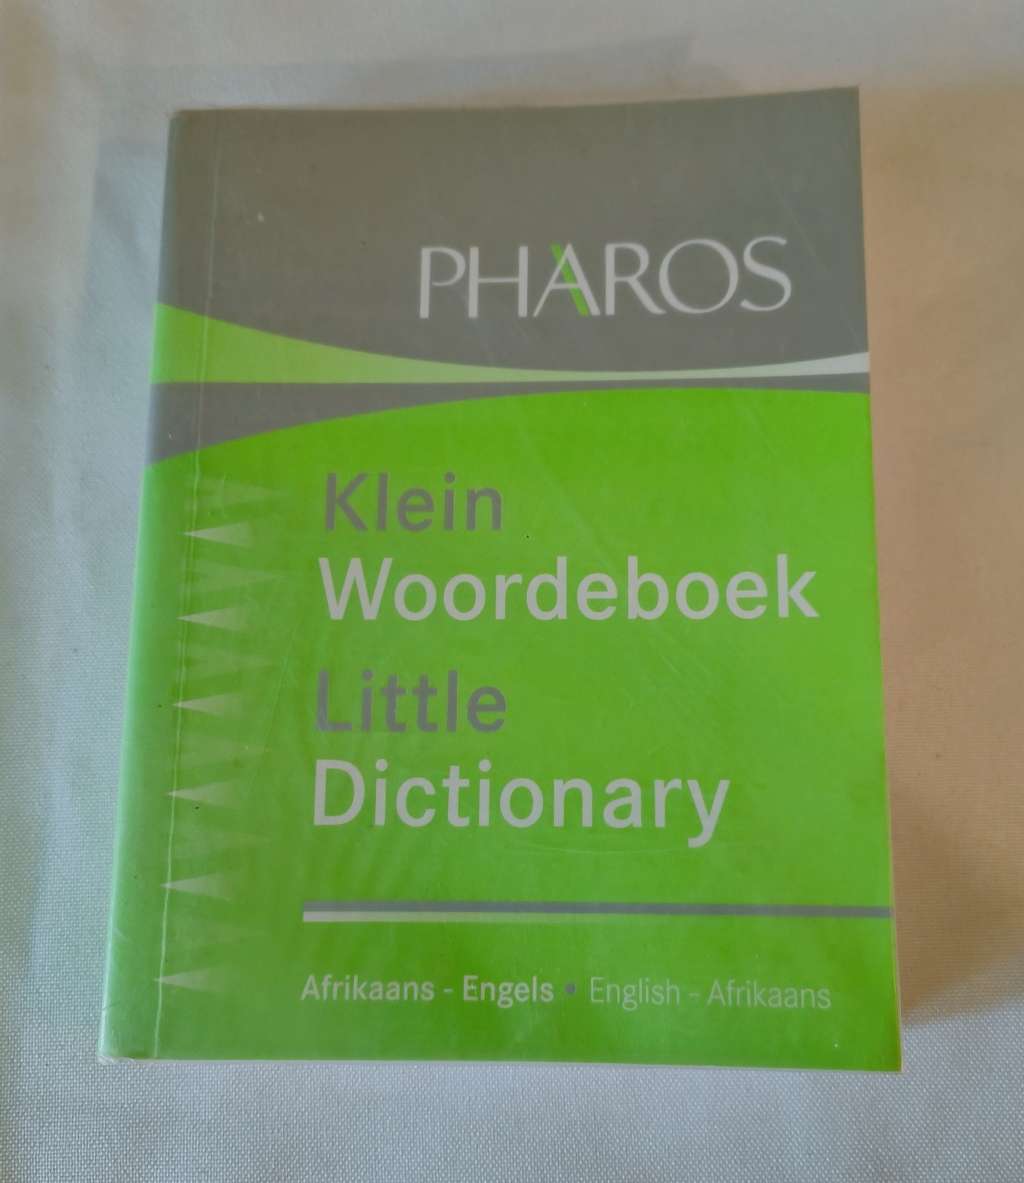 PHAROS
Klein
Woordeboek
Little
Dictionary
Afrikaans - Engels • English - Afrikaans